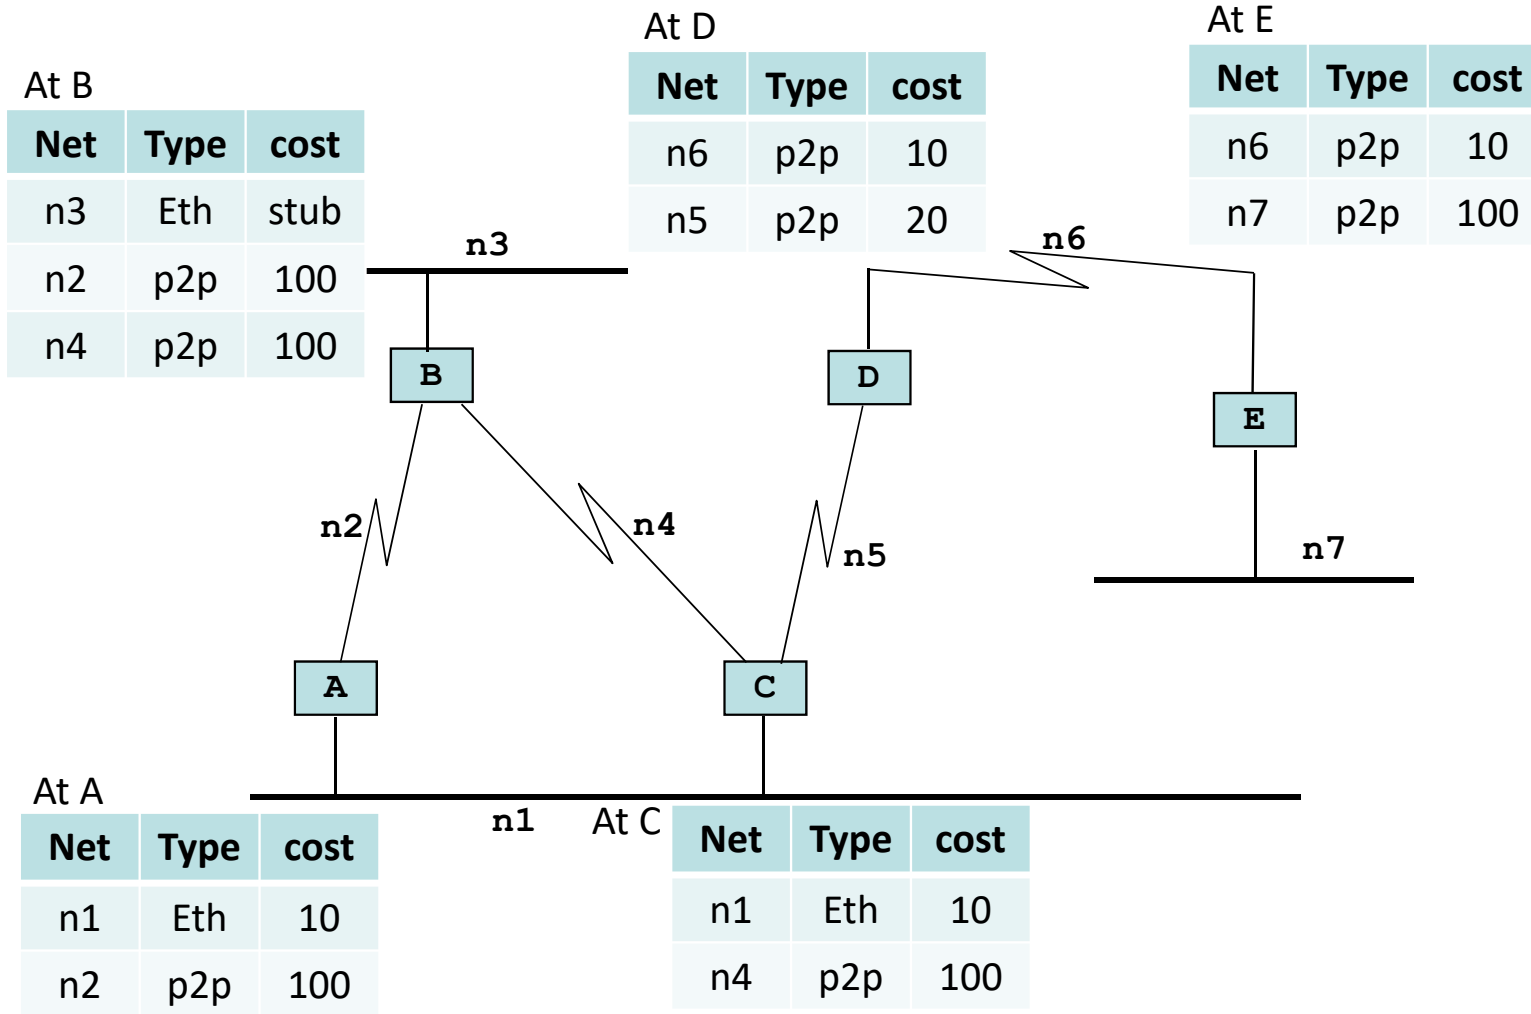 At B
Net Type cost
n3 Eth stub
n2 p2p 100
n4 p2p 100
At D
Net Type cost
n6 p2p 10
n5 p2p 20
At E
Net Type cost
n6 p2p 10
n7 p2p 100
n3
n6
B
D
E
n2
n4
n5
n7
A
C
n1
At A
Net Type cost
n1 Eth 10
n2 p2p 100
At C
Net Type cost
n1 Eth 10
n4 p2p 100